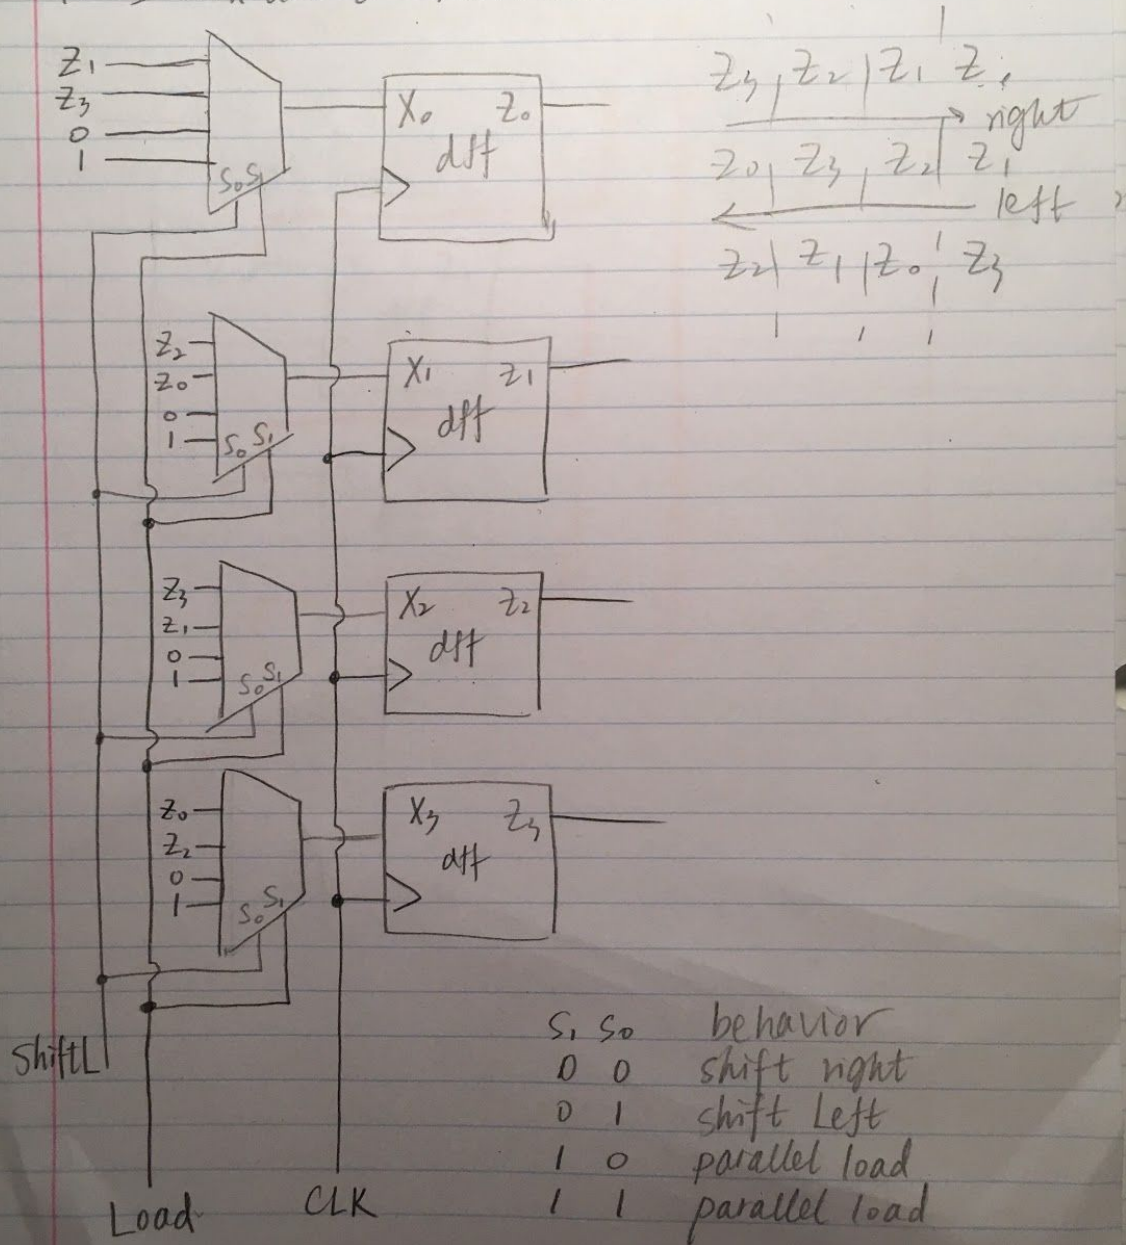 Z1
Z3
0
1
S0 S1
X0 Z0
dff
Z3 Z2 Z1 Z0
right
Z0 Z3 Z2 Z1
left
Z2 Z1 Z0 Z3
Z2
Z0
0
1
S0 S1
X1 Z1
dff
Z3
Z1
0
1
S0 S1
X2 Z2
dff
Z0
Z2
0
1
S0 S1
X3 Z3
dff
ShiftL
Load
CLK
S1 S0 behavior
0 0 shift right
0 1 shift Left
1 0 parallel load
1 1 parallel load